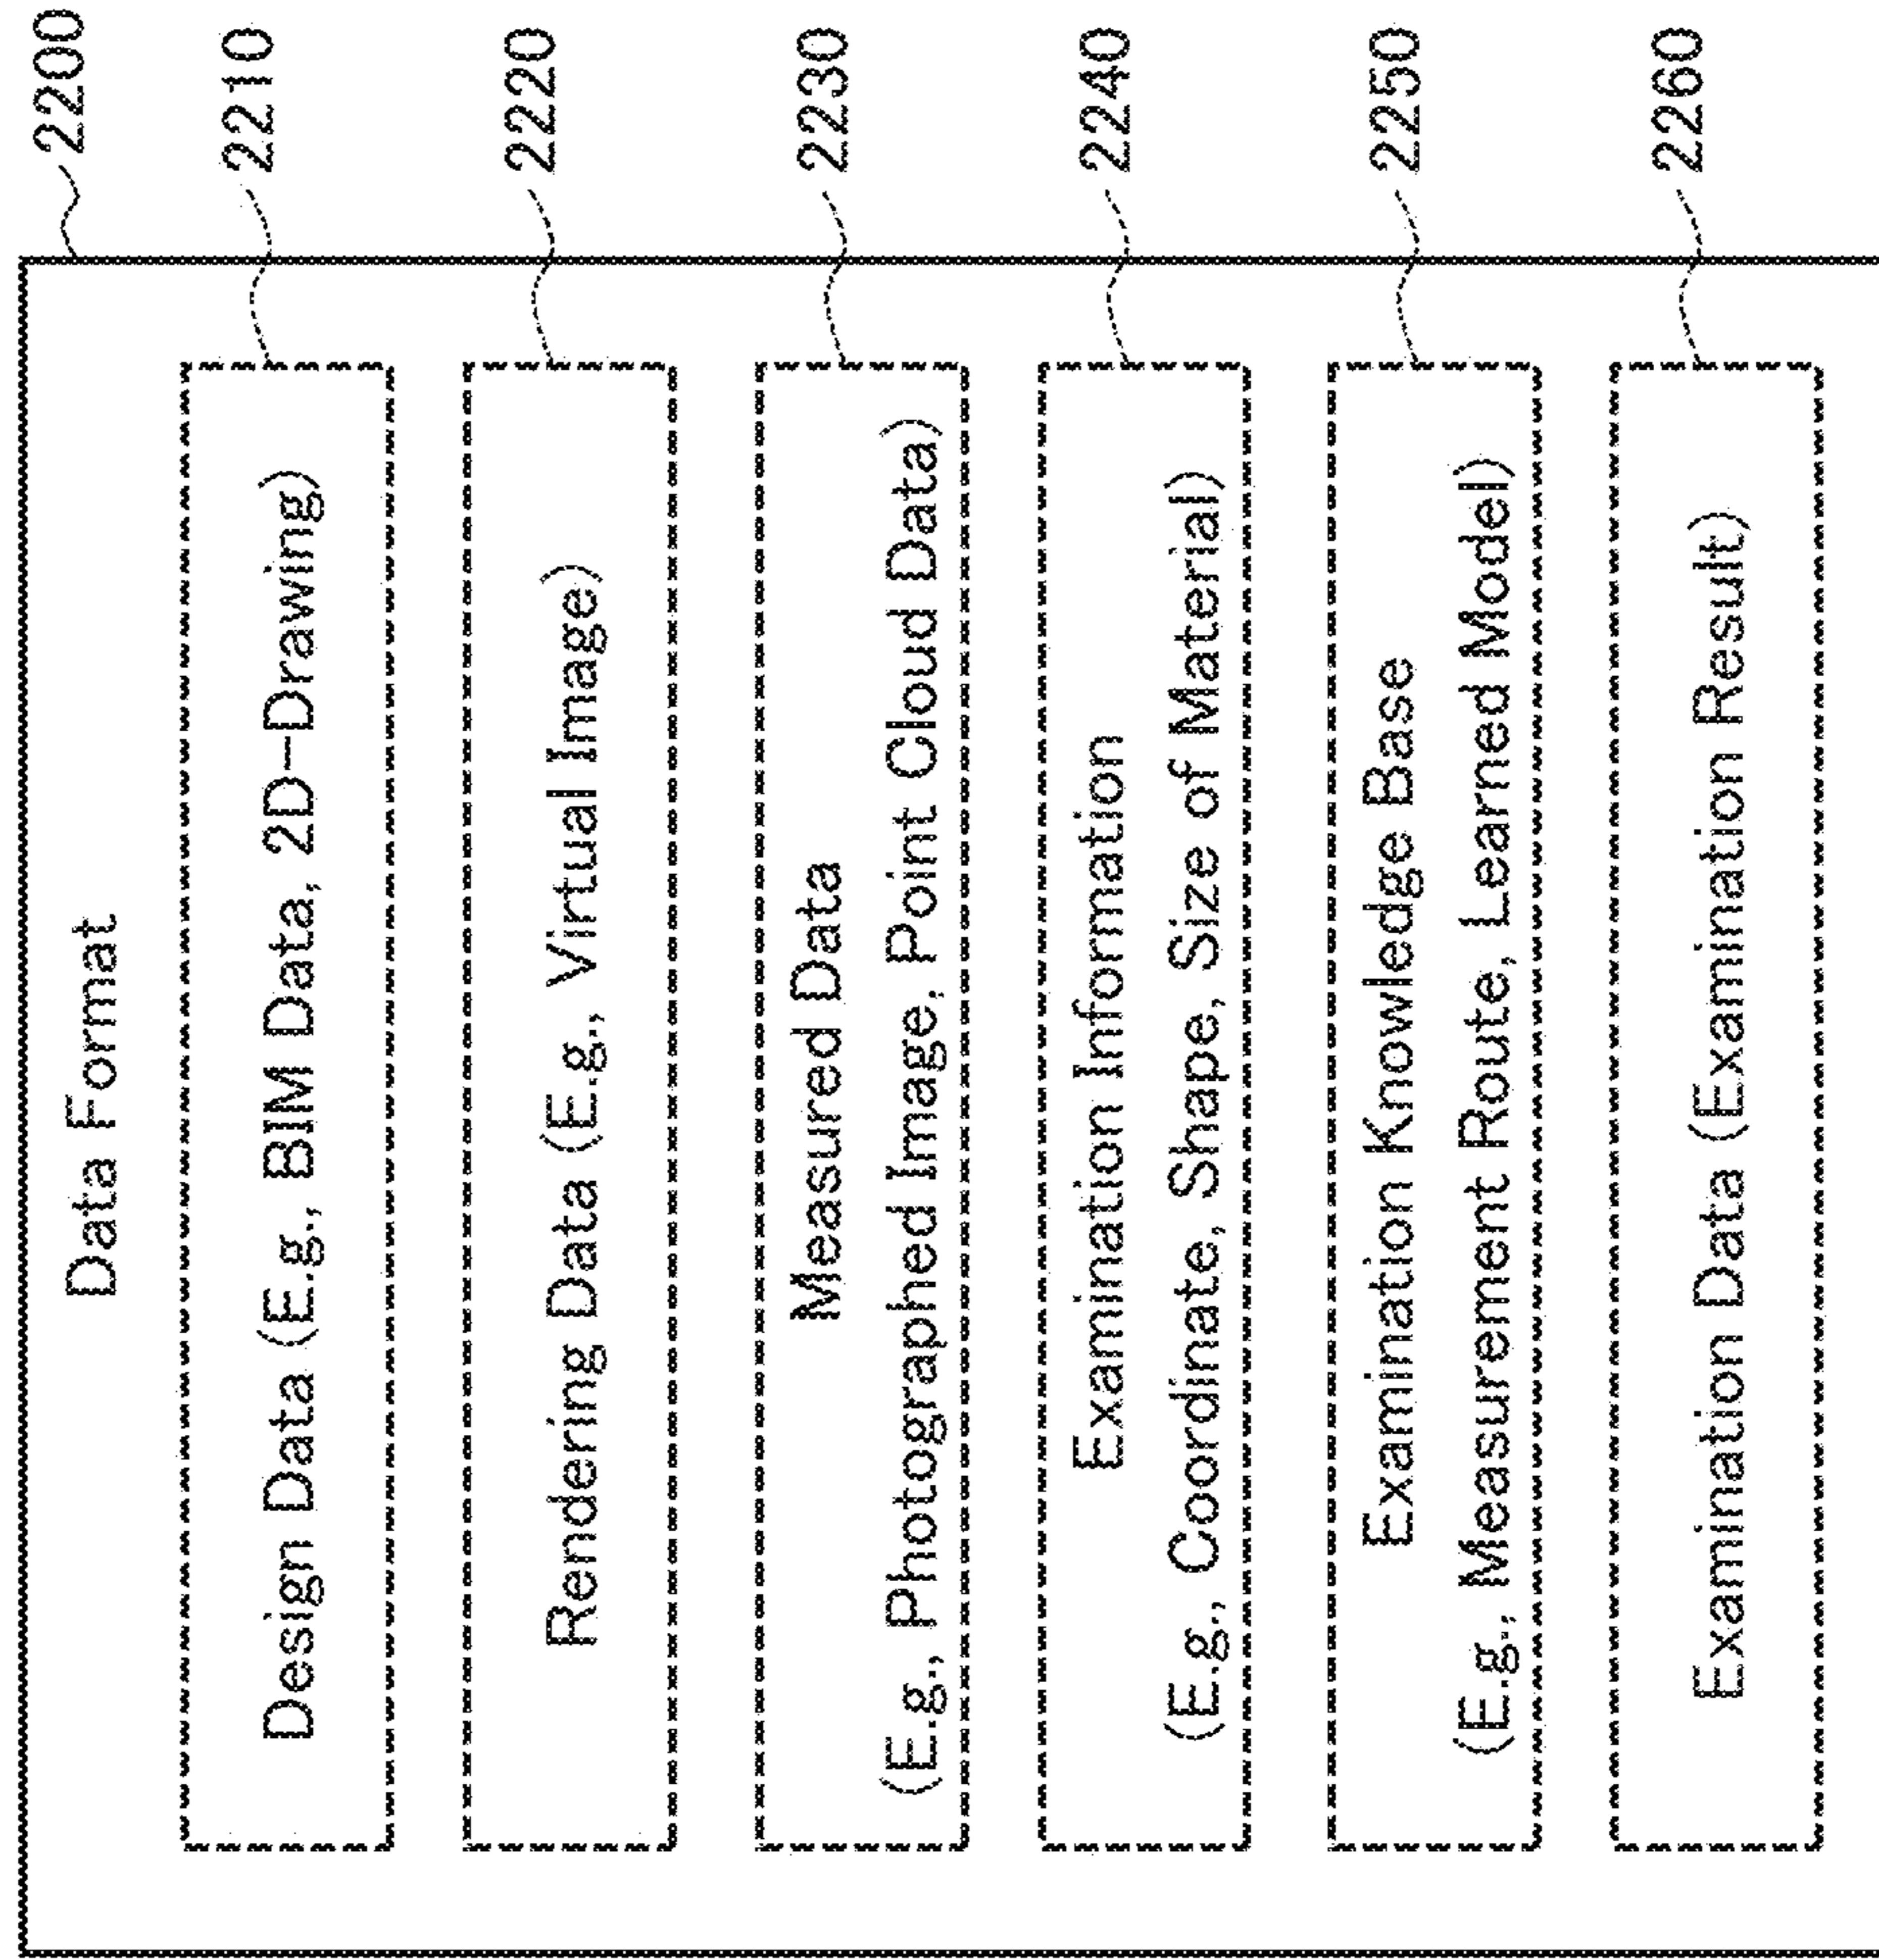 2200
Data Format
2210
Design Data (E.g., BIM Data, 2D-Drawing)
2220
Rendering Data (E.g., Virtual Image)
2230
Measured Data
(E.g., Photographed Image, Point Cloud Data)
2240
Examination Information
(E.g., Coordinate, Shape, Size of Material)
2250
Examination Knowledge Base
(E.g., Measurement Route, Learned Model)
2260
Examination Data (Examination Result)